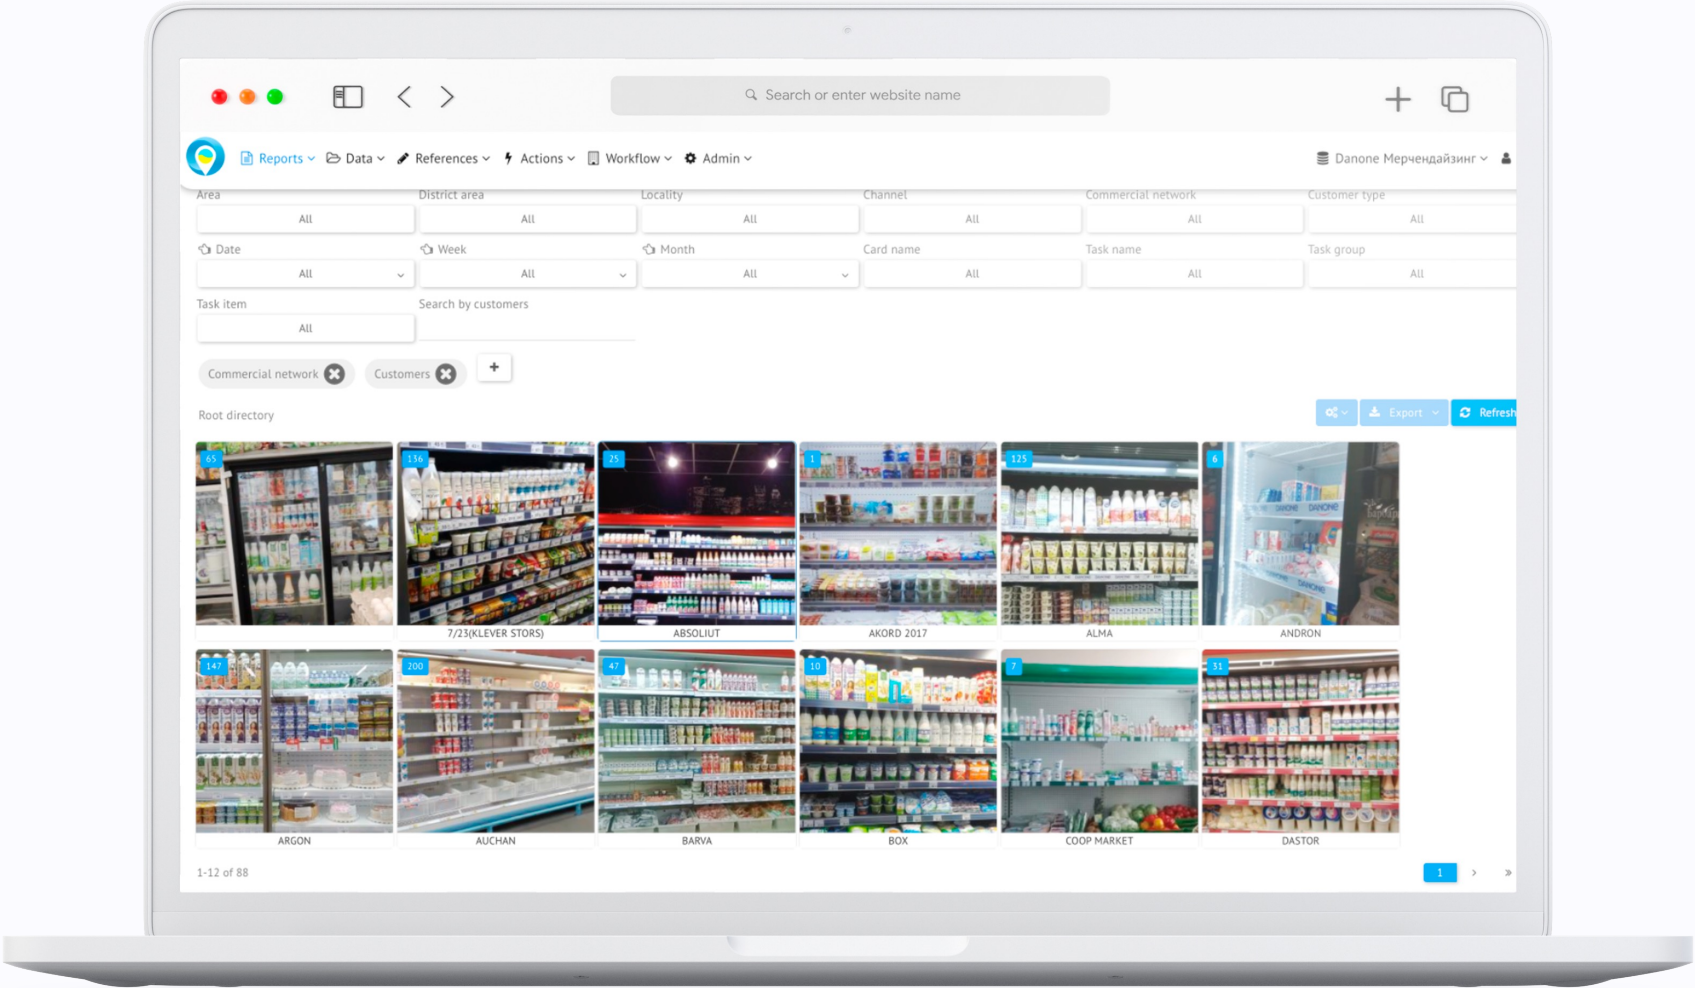 Search or enter website name
Reports Data References Actions Workflow Admin Danone Мерчендайзинг
Area District area Locality Channel Commercial network Customer type
All All All All All All
Date Week Month Card name Task name Task group
All All All All All All
Task item Search by customers
All
Commercial network Customers +
Root directory Export Refresh
65 136 25 1 125 6
DANONE DANONE
DANONE
7/23(KLEVER STORS) ABSOLIUT AKORD 2017 ALMA ANDRON
147 200 47 10 7 31
ARGON AUCHAN BARVA BOX COOP MARKET DASTOR
1-12 of 88 1 › »